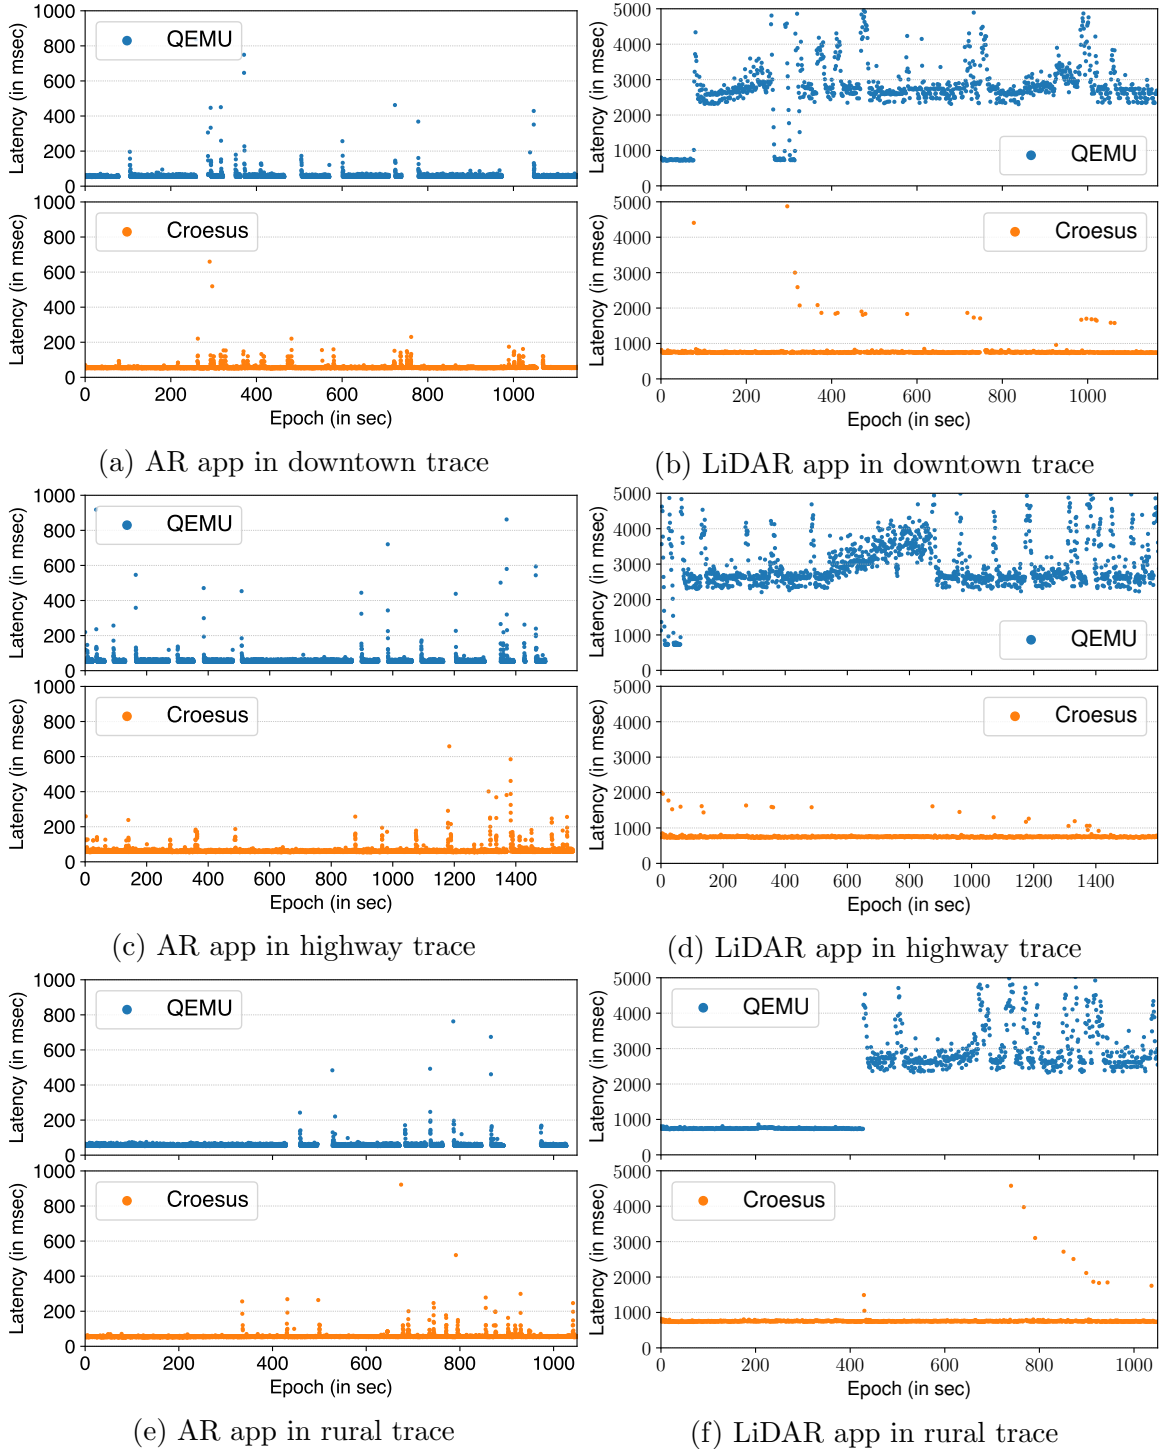 1000
800
600
400
200
0
Latency (in msec)
QEMU
1000
800
600
400
200
0
Latency (in msec)
Croesus
0 200 400 600 800 1000
Epoch (in sec)
(a) AR app in downtown trace
5000
4000
3000
2000
1000
0
Latency (in msec)
QEMU
5000
4000
3000
2000
1000
0
Latency (in msec)
Croesus
0 200 400 600 800 1000
Epoch (in sec)
(b) LiDAR app in downtown trace
1000
800
600
400
200
0
Latency (in msec)
QEMU
1000
800
600
400
200
0
Latency (in msec)
Croesus
0 200 400 600 800 1000 1200 1400
Epoch (in sec)
(c) AR app in highway trace
5000
4000
3000
2000
1000
0
Latency (in msec)
QEMU
5000
4000
3000
2000
1000
0
Latency (in msec)
Croesus
0 200 400 600 800 1000 1200 1400
Epoch (in sec)
(d) LiDAR app in highway trace
1000
800
600
400
200
0
Latency (in msec)
QEMU
1000
800
600
400
200
0
Latency (in msec)
Croesus
0 200 400 600 800 1000
Epoch (in sec)
(e) AR app in rural trace
5000
4000
3000
2000
1000
0
Latency (in msec)
QEMU
5000
4000
3000
2000
1000
0
Latency (in msec)
Croesus
0 200 400 600 800 1000
Epoch (in sec)
(f) LiDAR app in rural trace